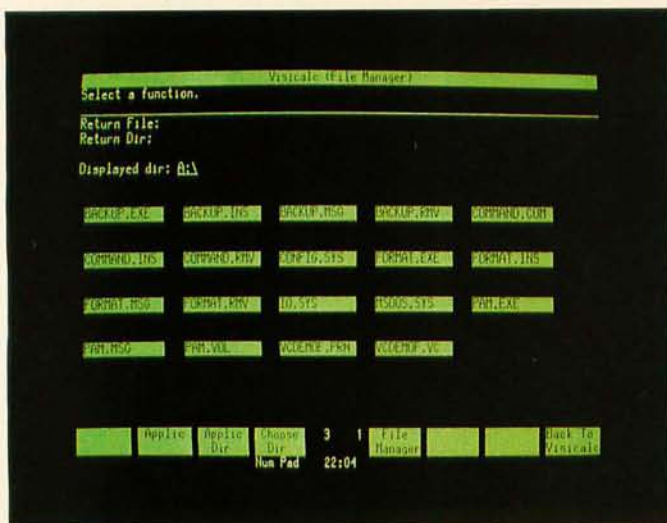 Visicalc (File Manager)
Select a function.
Return File:
Return Dir:
Displayed dir: A:\
BACKUP.EXE BACKUP.INS BACKUP.MSG BACKUP.RMV COMMAND.COM
COMMAND.INS COMMAND.RMV CONFIG.SYS FORMAT.EXE FORMAT.INS
FORMAT.MSG FORMAT.RMV IO.SYS MSDOS.SYS PAM.EXE
PAM.MSG PAM.VOL VCDEMOE.PRN VCDEMOF.VC
Applic Applic Choose 3 1 File Back To
Dir Dir Manager Visicalc
Num Pad 22:04